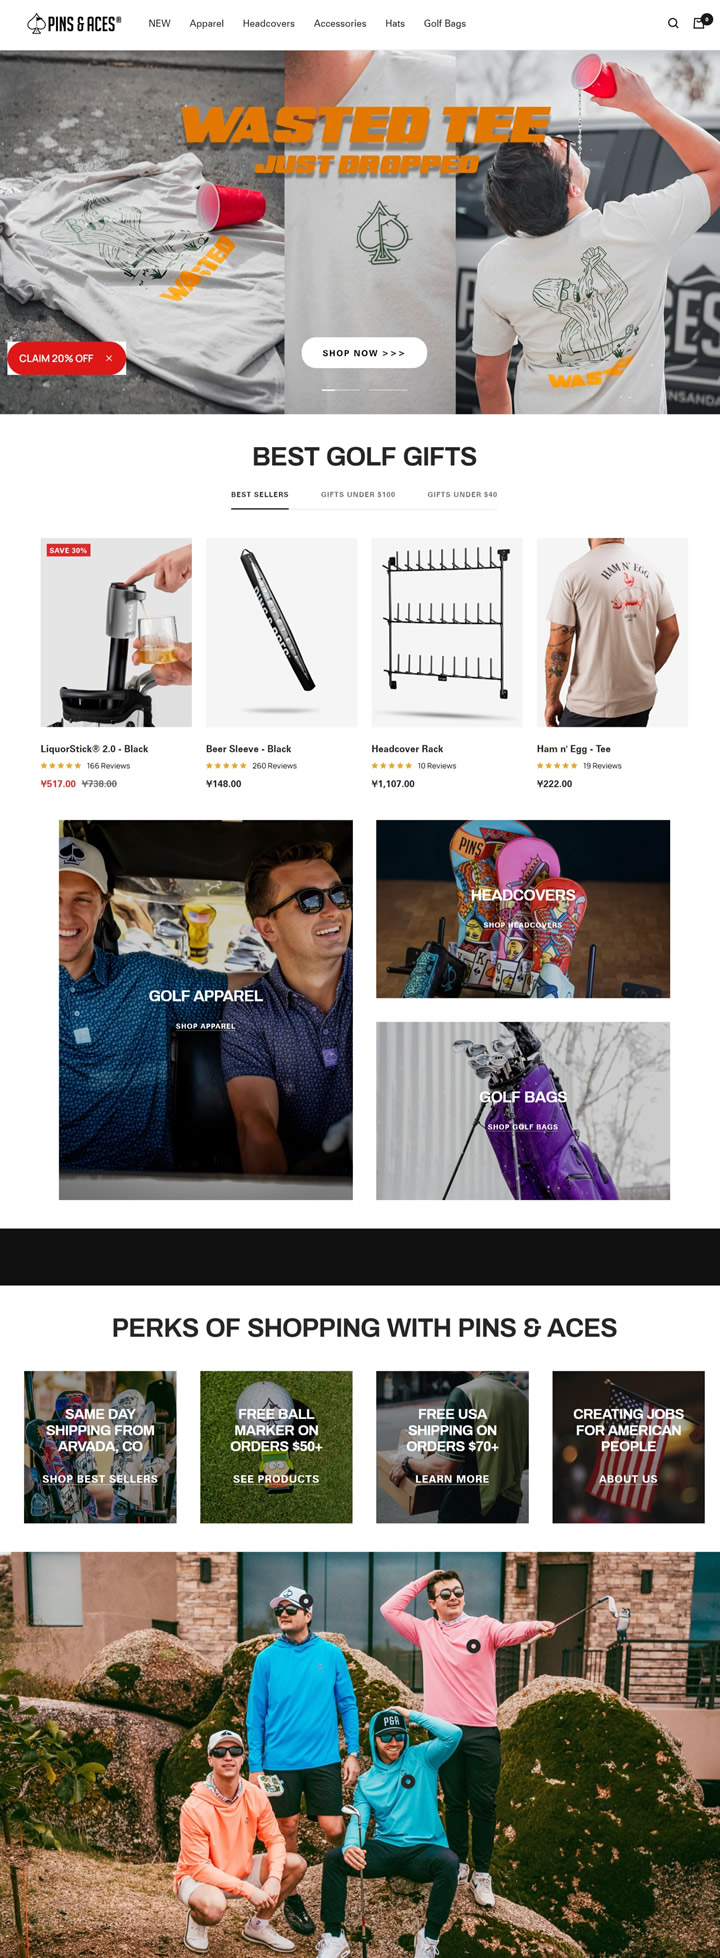 PINS & ACES®
NEW Apparel Headcovers Accessories Hats Golf Bags
0
WASTED TEE
JUST DROPPED
WASTED
WASTE
CLAIM 20% OFF ×
SHOP NOW >>>
BEST GOLF GIFTS
BEST SELLERS GIFTS UNDER $100 GIFTS UNDER $40
SAVE 30%
HAM N' EGG
LiquorStick® 2.0 - Black
166 Reviews
¥517.00 ¥738.00
Beer Sleeve - Black
260 Reviews
¥148.00
Headcover Rack
10 Reviews
¥1,107.00
Ham n' Egg - Tee
19 Reviews
¥222.00
GOLF APPAREL
SHOP APPAREL
PINS
HEADCOVERS
SHOP HEADCOVERS
GOLF BAGS
SHOP GOLF BAGS
PERKS OF SHOPPING WITH PINS & ACES
SAME DAY
SHIPPING FROM
ARVADA, CO
SHOP BEST SELLERS
FREE BALL
MARKER ON
ORDERS $50+
SEE PRODUCTS
FREE USA
SHIPPING ON
ORDERS $70+
LEARN MORE
CREATING JOBS
FOR AMERICAN
PEOPLE
ABOUT US
P&A